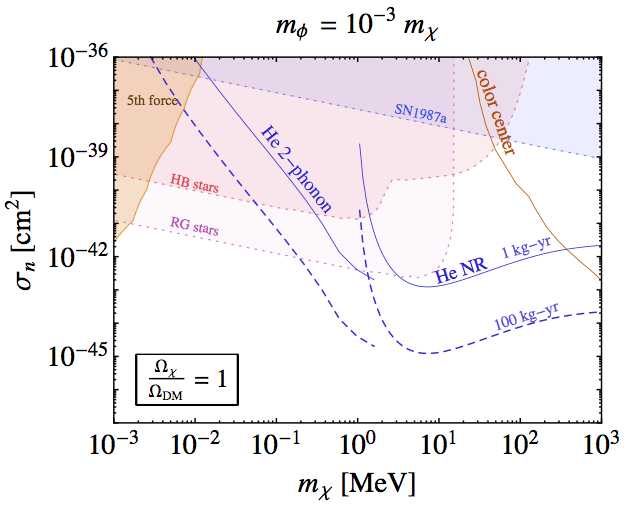 m_ϕ = 10^−3 m_χ
10^−36
10^−39
10^−42
10^−45
σ_n [cm^2]
5th force
He 2−phonon
SN1987a
color center
HB stars
RG stars
He NR
1 kg−yr
100 kg−yr
Ω_χ
Ω_DM
= 1
10^−3 10^−2 10^−1 10^0 10^1 10^2 10^3
m_χ [MeV]